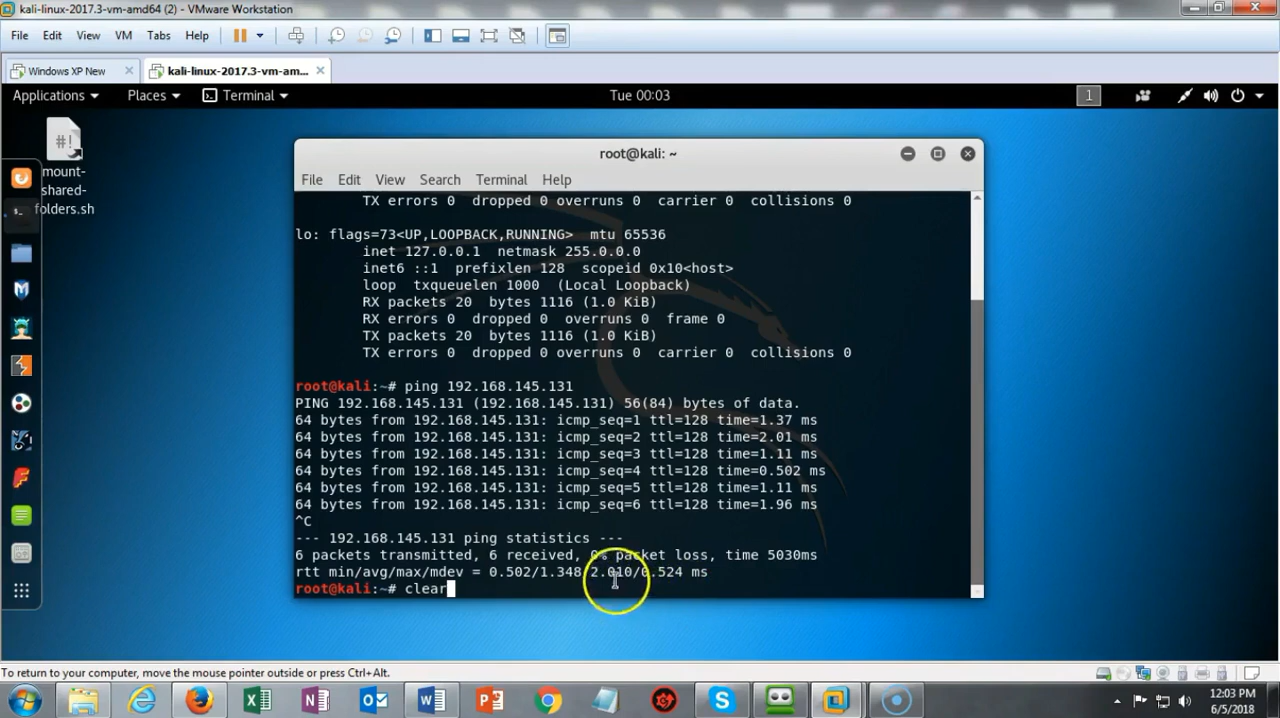 kali-linux-2017.3-vm-amd64 (2) - VMware Workstation
File Edit View VM Tabs Help
Windows XP New kali-linux-2017.3-vm-am...
Applications Places Terminal Tue 00:03 1
#!
mount-
shared-
folders.sh
root@kali: ~
File Edit View Search Terminal Help
TX errors 0 dropped 0 overruns 0 carrier 0 collisions 0
lo: flags=73<UP,LOOPBACK,RUNNING> mtu 65536
inet 127.0.0.1 netmask 255.0.0.0
inet6 ::1 prefixlen 128 scopeid 0x10<host>
loop txqueuelen 1000 (Local Loopback)
RX packets 20 bytes 1116 (1.0 KiB)
RX errors 0 dropped 0 overruns 0 frame 0
TX packets 20 bytes 1116 (1.0 KiB)
TX errors 0 dropped 0 overruns 0 carrier 0 collisions 0
root@kali:~# ping 192.168.145.131
PING 192.168.145.131 (192.168.145.131) 56(84) bytes of data.
64 bytes from 192.168.145.131: icmp_seq=1 ttl=128 time=1.37 ms
64 bytes from 192.168.145.131: icmp_seq=2 ttl=128 time=2.01 ms
64 bytes from 192.168.145.131: icmp_seq=3 ttl=128 time=1.11 ms
64 bytes from 192.168.145.131: icmp_seq=4 ttl=128 time=0.502 ms
64 bytes from 192.168.145.131: icmp_seq=5 ttl=128 time=1.11 ms
64 bytes from 192.168.145.131: icmp_seq=6 ttl=128 time=1.96 ms
^C
--- 192.168.145.131 ping statistics ---
6 packets transmitted, 6 received, 0% packet loss, time 5030ms
rtt min/avg/max/mdev = 0.502/1.348/2.010/0.524 ms
root@kali:~# clear
To return to your computer, move the mouse pointer outside or press Ctrl+Alt.
12:03 PM
6/5/2018